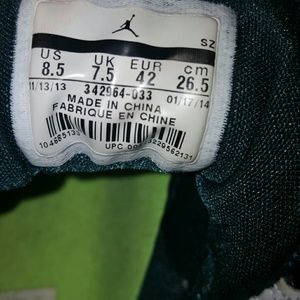 SZ
US UK EUR cm
8.5 7.5 42 26.5
11/13/13 342964-033 01/17/14
MADE IN CHINA
FABRIQUE EN CHINE
UPC